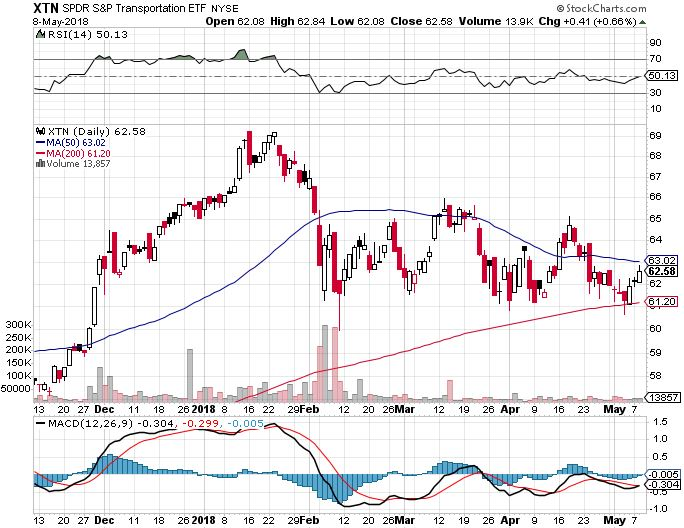 XTN SPDR S&P Transportation ETF NYSE © StockCharts.com
8-May-2018 Open 62.08 High 62.84 Low 62.08 Close 62.58 Volume 13.9K Chg +0.41 (+0.66%)
RSI(14) 50.13
90
70
50.13
30
10
XTN (Daily) 62.58
MA(50) 63.02
MA(200) 61.20
Volume 13,857
69
68
67
66
65
64
63.02
62.58
62
61.20
60
59
58
300K
250K
200K
150K
100K
50000
13857
13 20 27 Dec 11 18 26 2018 8 16 22 29 Feb 12 20 26 Mar 12 19 26 Apr 9 16 23 May 7
MACD(12,26,9) -0.304, -0.299, -0.005
1.5
1.0
0.5
-0.005
-0.304
-1.0
13 20 27 Dec 11 18 26 2018 8 16 22 29 Feb 12 20 26 Mar 12 19 26 Apr 9 16 23 May 7